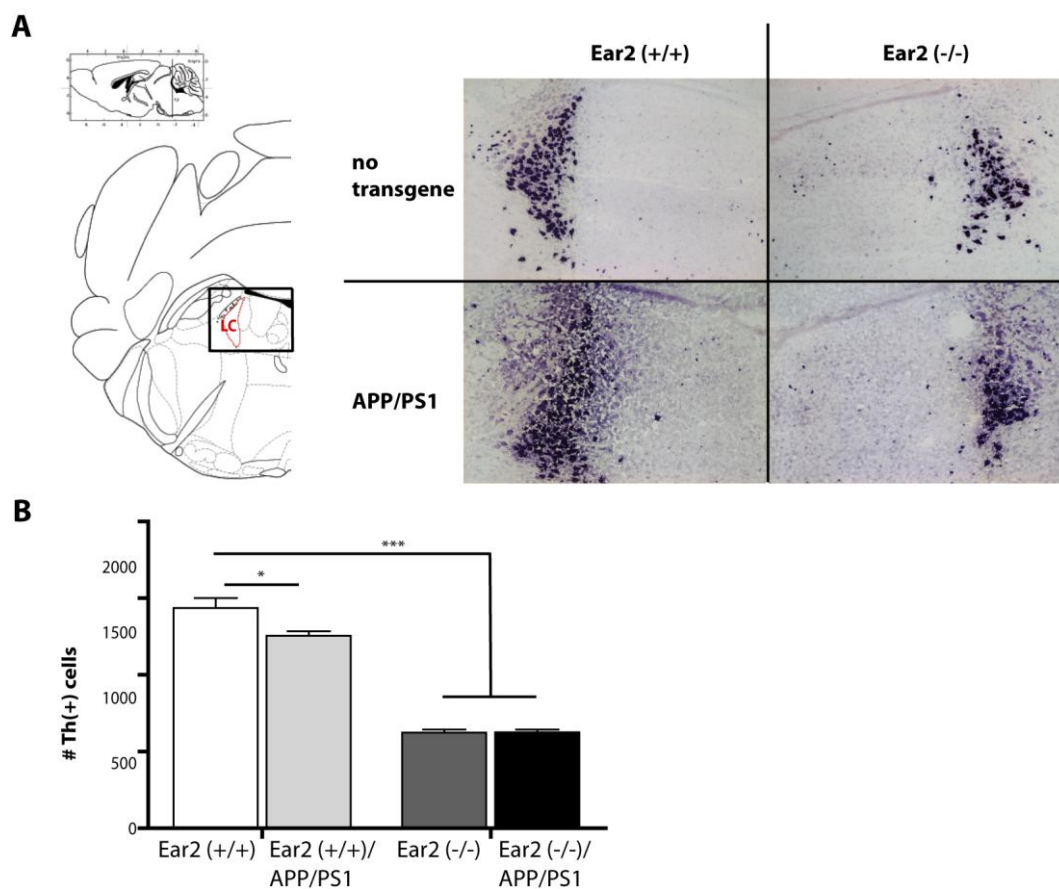 A
Ear2 (+/+)
Ear2 (-/-)
no
transgene
LC
APP/PS1
B
***
*
2000
1500
1000
500
0
# Th(+) cells
Ear2 (+/+)
Ear2 (+/+)/
APP/PS1
Ear2 (-/-)
Ear2 (-/-)/
APP/PS1